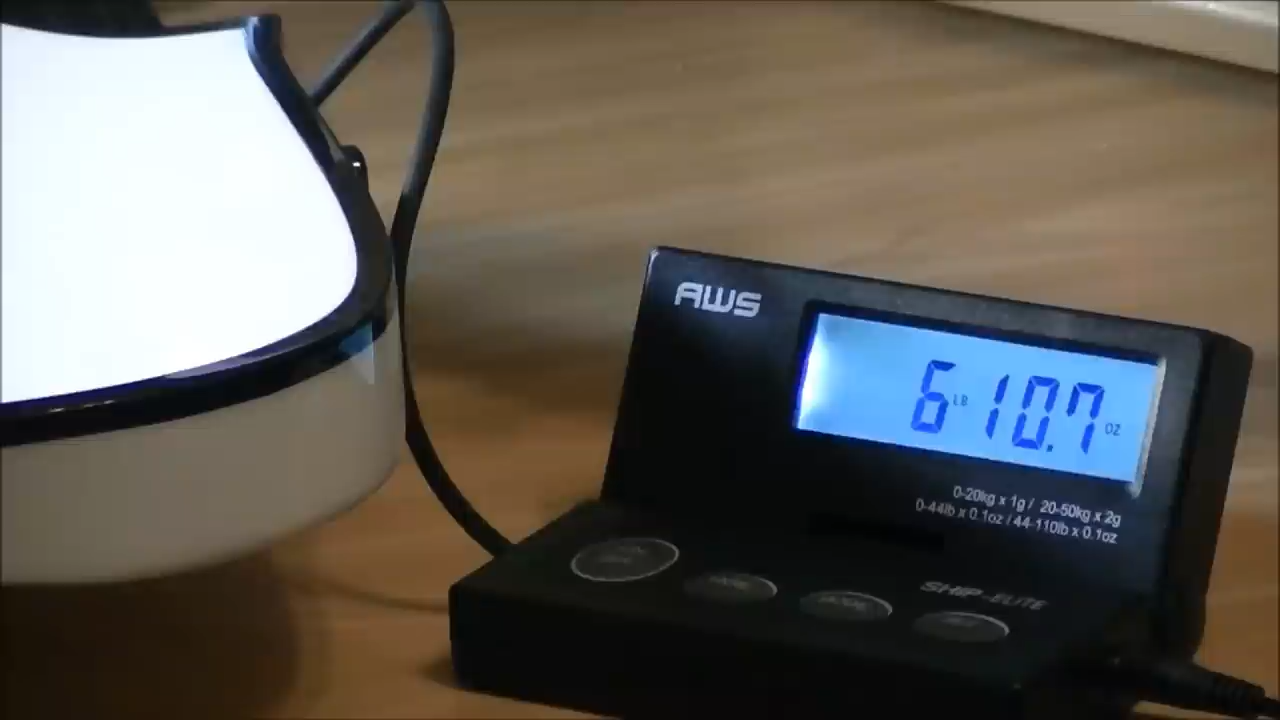 AWS
6 LB 10.7 OZ
0-20kg x 1g / 20-50kg x 2g
0-44lb x 0.1oz / 44-110lb x 0.1oz
SHIP-ELITE